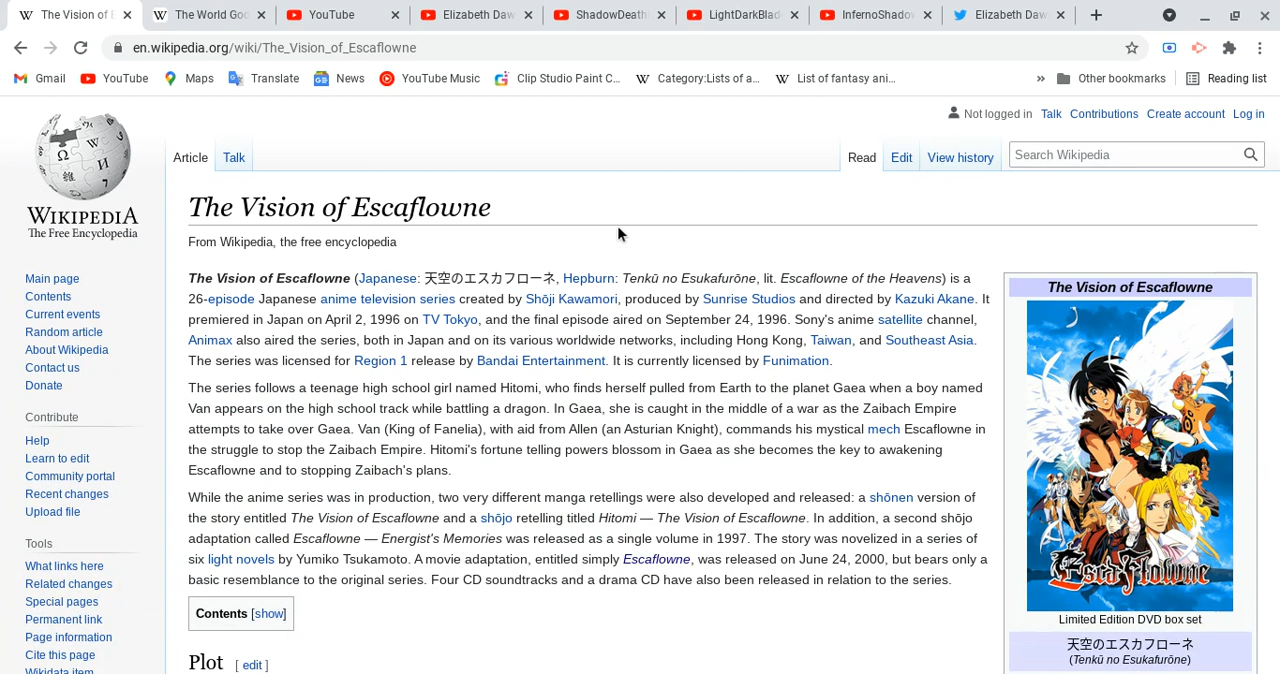 The Vision of E
The World God
YouTube
Elizabeth Daw
ShadowDeath
LightDarkBlad
InfernoShadow
Elizabeth Daw
en.wikipedia.org/wiki/The_Vision_of_Escaflowne
Gmail
YouTube
Maps
Translate
News
YouTube Music
Clip Studio Paint C...
Category:Lists of a...
List of fantasy ani...
»
Other bookmarks
Reading list
Not logged in Talk Contributions Create account Log in
Article Talk
Read Edit View history
Search Wikipedia
WIKIPEDIA
The Free Encyclopedia
Main page
Contents
Current events
Random article
About Wikipedia
Contact us
Donate
Contribute
Help
Learn to edit
Community portal
Recent changes
Upload file
Tools
What links here
Related changes
Special pages
Permanent link
Page information
Cite this page
Wikidata item
The Vision of Escaflowne
From Wikipedia, the free encyclopedia
The Vision of Escaflowne (Japanese: 天空のエスカフローネ, Hepburn: Tenkū no Esukafurōne, lit. Escaflowne of the Heavens) is a
26-episode Japanese anime television series created by Shōji Kawamori, produced by Sunrise Studios and directed by Kazuki Akane. It
premiered in Japan on April 2, 1996 on TV Tokyo, and the final episode aired on September 24, 1996. Sony's anime satellite channel,
Animax also aired the series, both in Japan and on its various worldwide networks, including Hong Kong, Taiwan, and Southeast Asia.
The series was licensed for Region 1 release by Bandai Entertainment. It is currently licensed by Funimation.
The series follows a teenage high school girl named Hitomi, who finds herself pulled from Earth to the planet Gaea when a boy named
Van appears on the high school track while battling a dragon. In Gaea, she is caught in the middle of a war as the Zaibach Empire
attempts to take over Gaea. Van (King of Fanelia), with aid from Allen (an Asturian Knight), commands his mystical mech Escaflowne in
the struggle to stop the Zaibach Empire. Hitomi's fortune telling powers blossom in Gaea as she becomes the key to awakening
Escaflowne and to stopping Zaibach's plans.
While the anime series was in production, two very different manga retellings were also developed and released: a shōnen version of
the story entitled The Vision of Escaflowne and a shōjo retelling titled Hitomi — The Vision of Escaflowne. In addition, a second shōjo
adaptation called Escaflowne — Energist's Memories was released as a single volume in 1997. The story was novelized in a series of
six light novels by Yumiko Tsukamoto. A movie adaptation, entitled simply Escaflowne, was released on June 24, 2000, but bears only a
basic resemblance to the original series. Four CD soundtracks and a drama CD have also been released in relation to the series.
Contents [show]
Plot [ edit ]
The Vision of Escaflowne
Escaflowne
Limited Edition DVD box set
天空のエスカフローネ
(Tenkū no Esukafurōne)